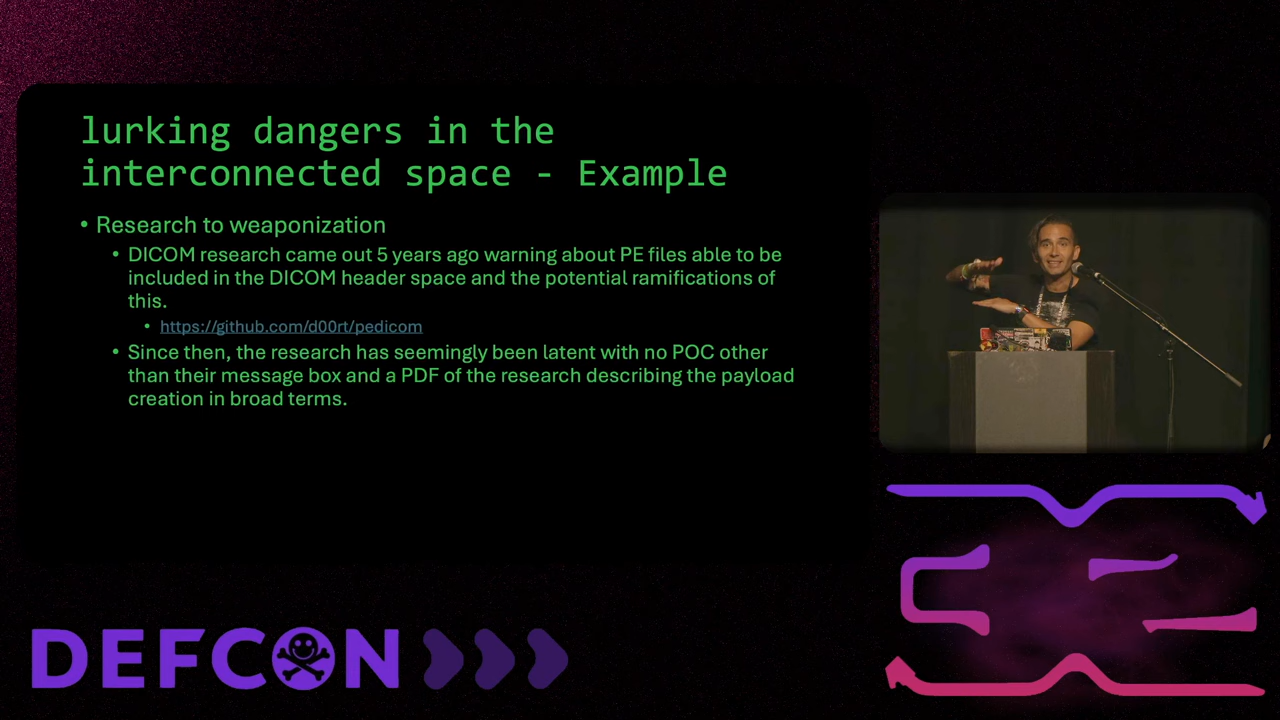 lurking dangers in the
interconnected space - Example
• Research to weaponization
• DICOM research came out 5 years ago warning about PE files able to be
included in the DICOM header space and the potential ramifications of
this.
• https://github.com/d00rt/pedicom
• Since then, the research has seemingly been latent with no POC other
than their message box and a PDF of the research describing the payload
creation in broad terms.
DEFCON